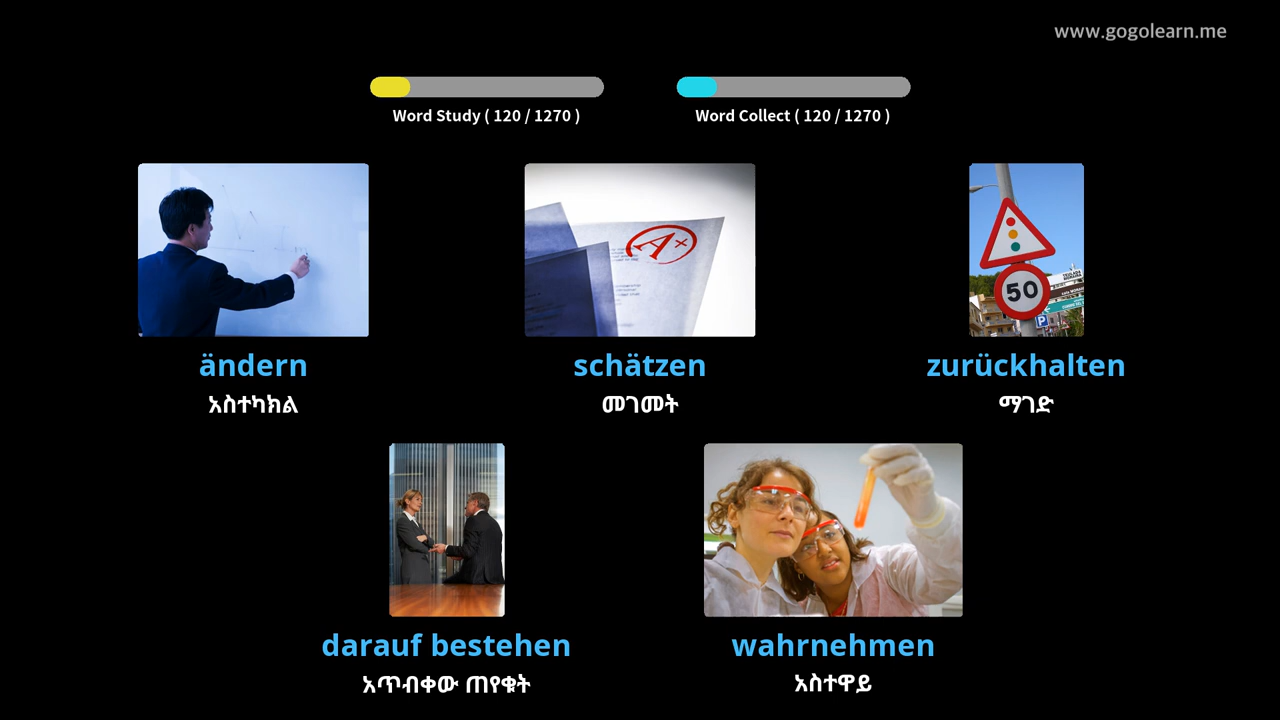 www.gogolearn.me
Word Study ( 120 / 1270 )
Word Collect ( 120 / 1270 )
A+
50
P
ändern
አስተካክል
schätzen
መገመት
zurückhalten
ማገድ
darauf bestehen
አጥብቀው ጠየቁት
wahrnehmen
አስተዋይ